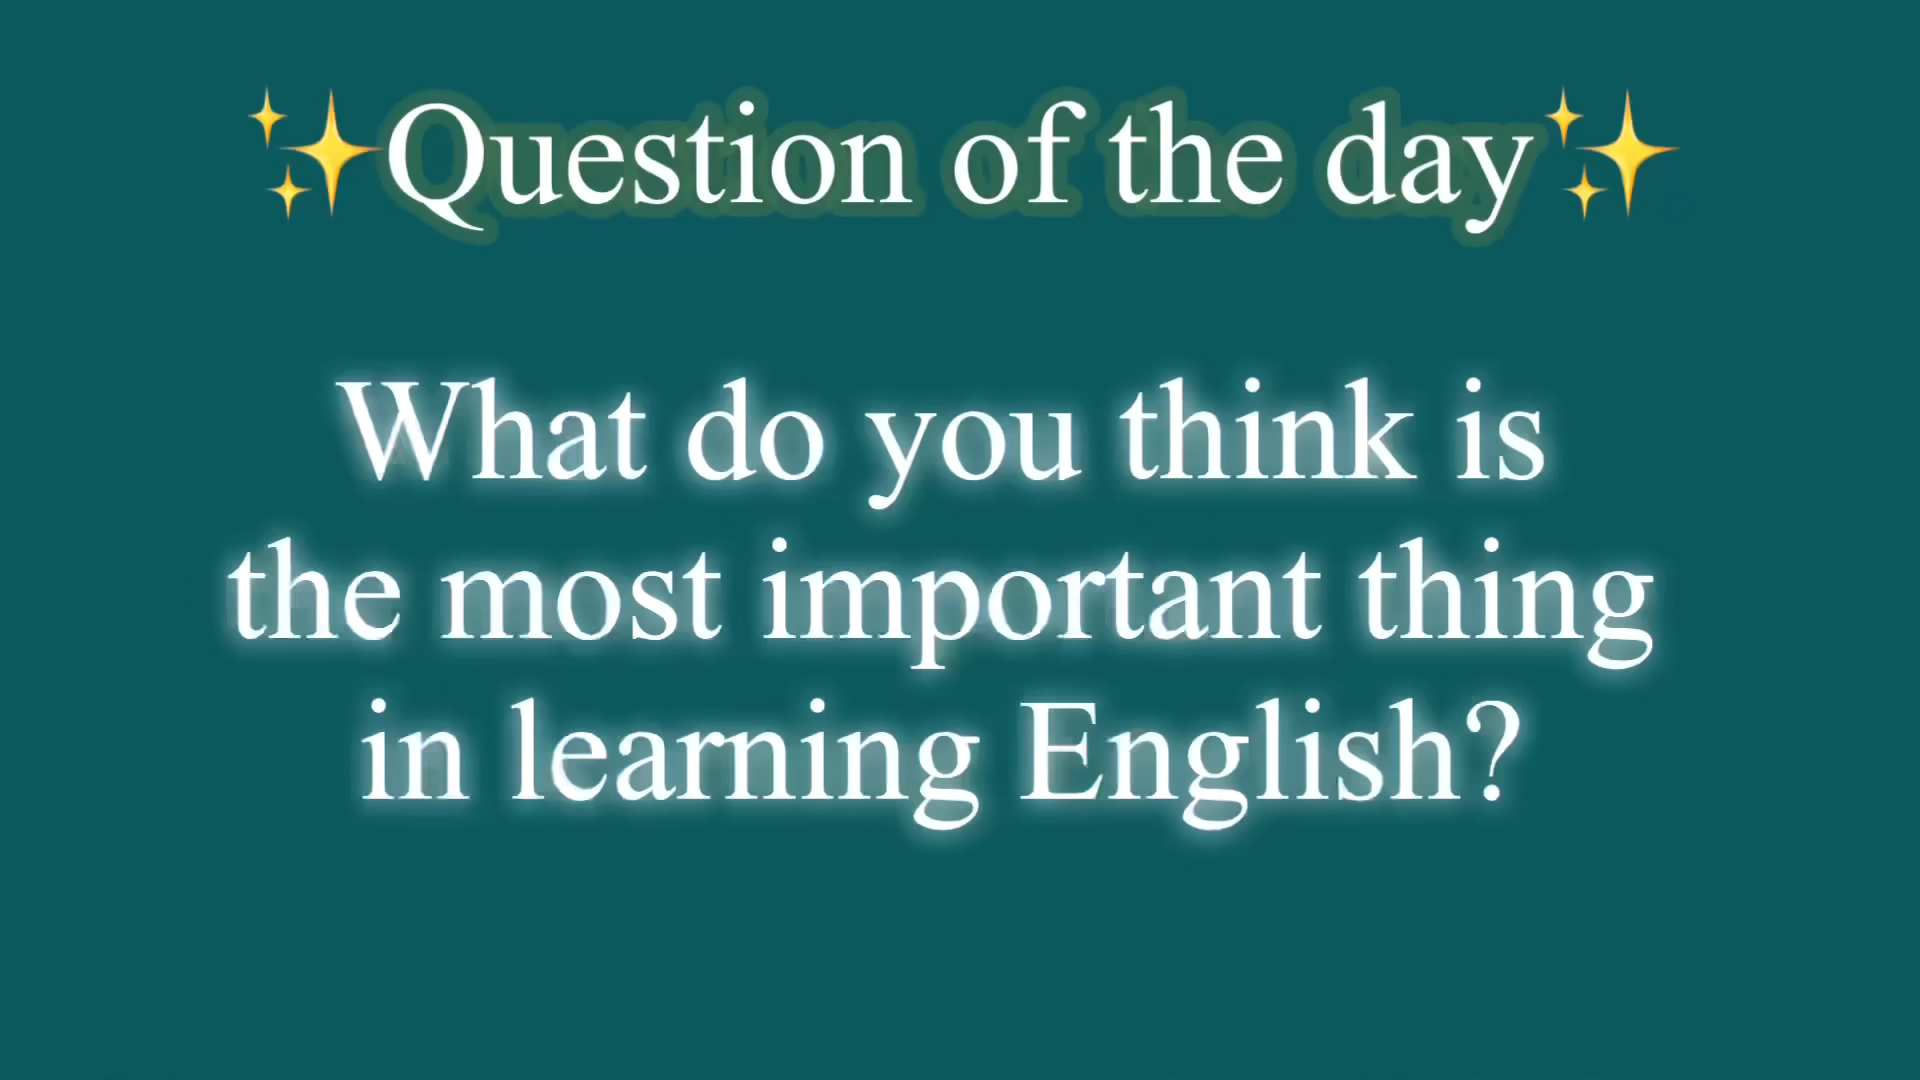 ✨Question of the day✨
What do you think is
the most important thing
in learning English?